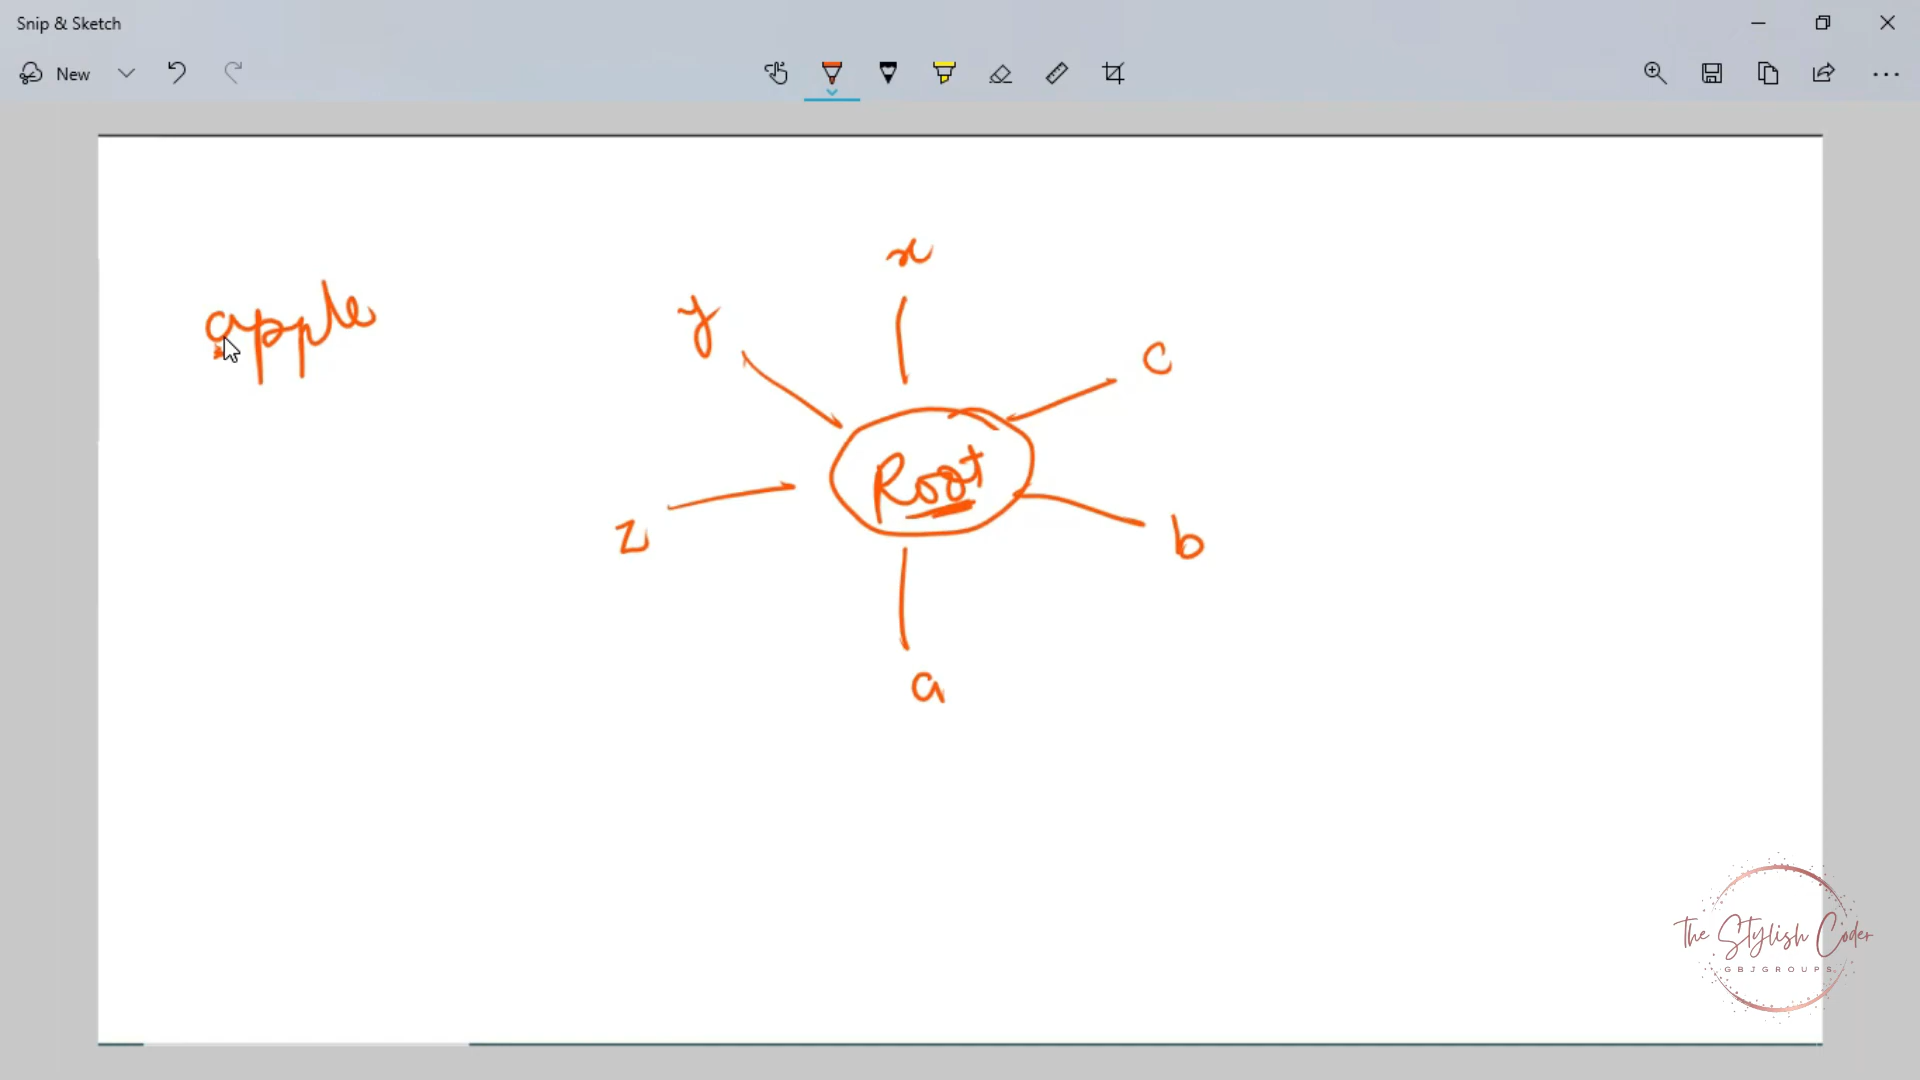 Snip & Sketch
New
x
apple
y
c
Root
z
b
a
The Stylish Coder
GBJGROUPS